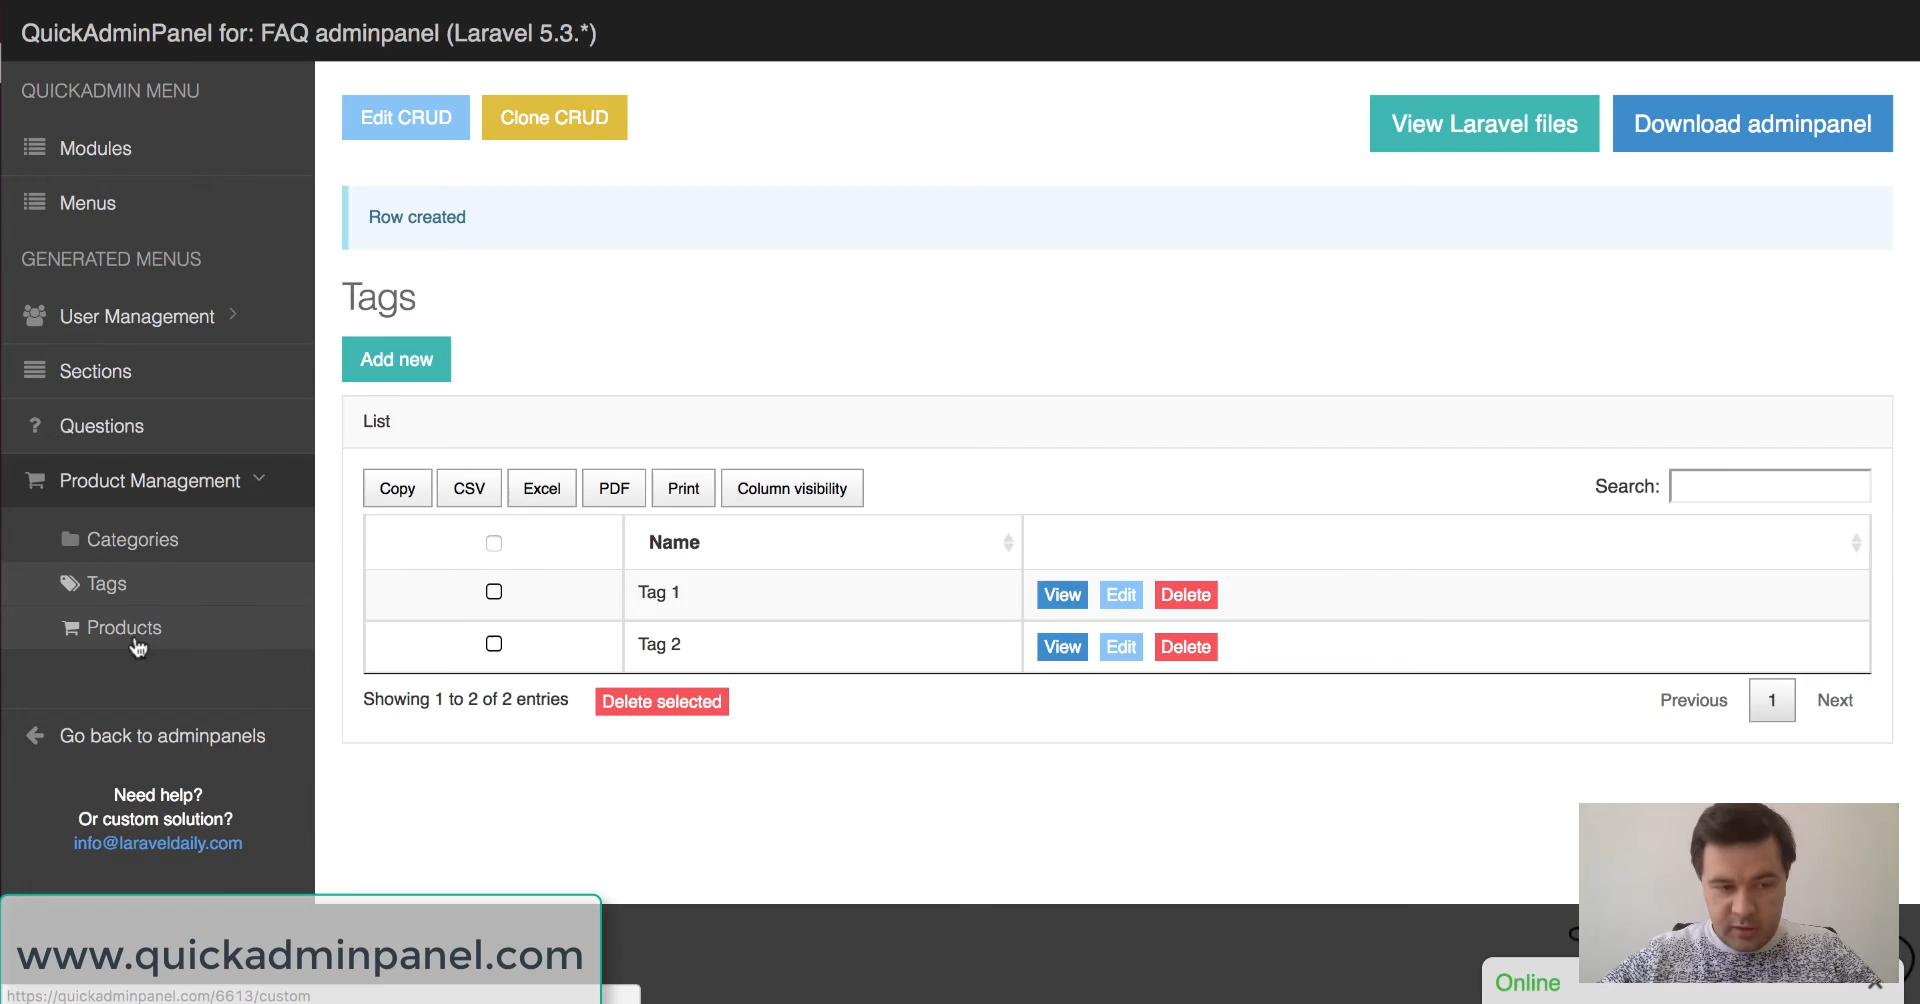 QuickAdminPanel for: FAQ adminpanel (Laravel 5.3.*)
QUICKADMIN MENU
Modules
Menus
GENERATED MENUS
User Management
Sections
Questions
Product Management
Categories
Tags
Products
Go back to adminpanels
Need help?
Or custom solution?
info@laraveldaily.com
Edit CRUD
Clone CRUD
View Laravel files
Download adminpanel
Row created
Tags
Add new
List
Copy
CSV
Excel
PDF
Print
Column visibility
Search:
Name
Tag 1
View
Edit
Delete
Tag 2
View
Edit
Delete
Showing 1 to 2 of 2 entries
Delete selected
Previous
1
Next
www.quickadminpanel.com
https://quickadminpanel.com/6613/custom
Online